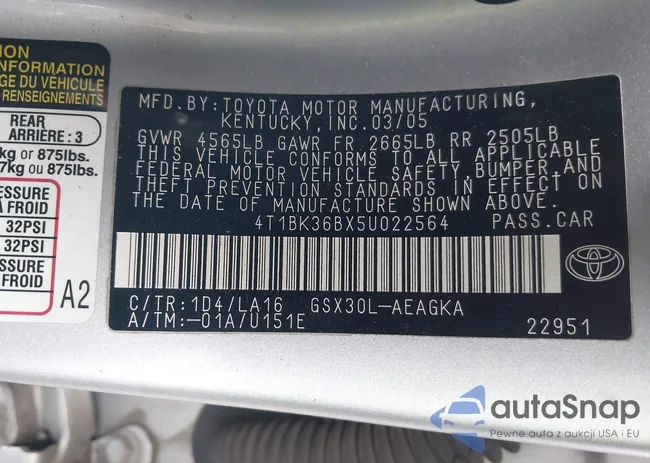 ON
INFORMATION
GE DU VÉHICULE
RENSEIGNEMENTS
REAR
ARRIÈRE : 3
kg or 875lbs.
7kg ou 875lbs.
ESSURE
À FROID
32PSI
32PSI
ESSURE
FROID
A2
MFD. BY: TOYOTA MOTOR MANUFACTURING,
KENTUCKY, INC. 03/05
GVWR 4565LB GAWR FR 2665LB RR 2505LB
THIS VEHICLE CONFORMS TO ALL APPLICABLE
FEDERAL MOTOR VEHICLE SAFETY, BUMPER, AND
THEFT PREVENTION STANDARDS IN EFFECT ON
THE DATE OF MANUFACTURE SHOWN ABOVE.
4T1BK36BX5U022564 PASS. CAR
C/TR: 1D4/LA16 GSX30L-AEAGKA
A/TM: -01A/U151E
22951
autaSnap
Pewne auta z aukcji USA i EU